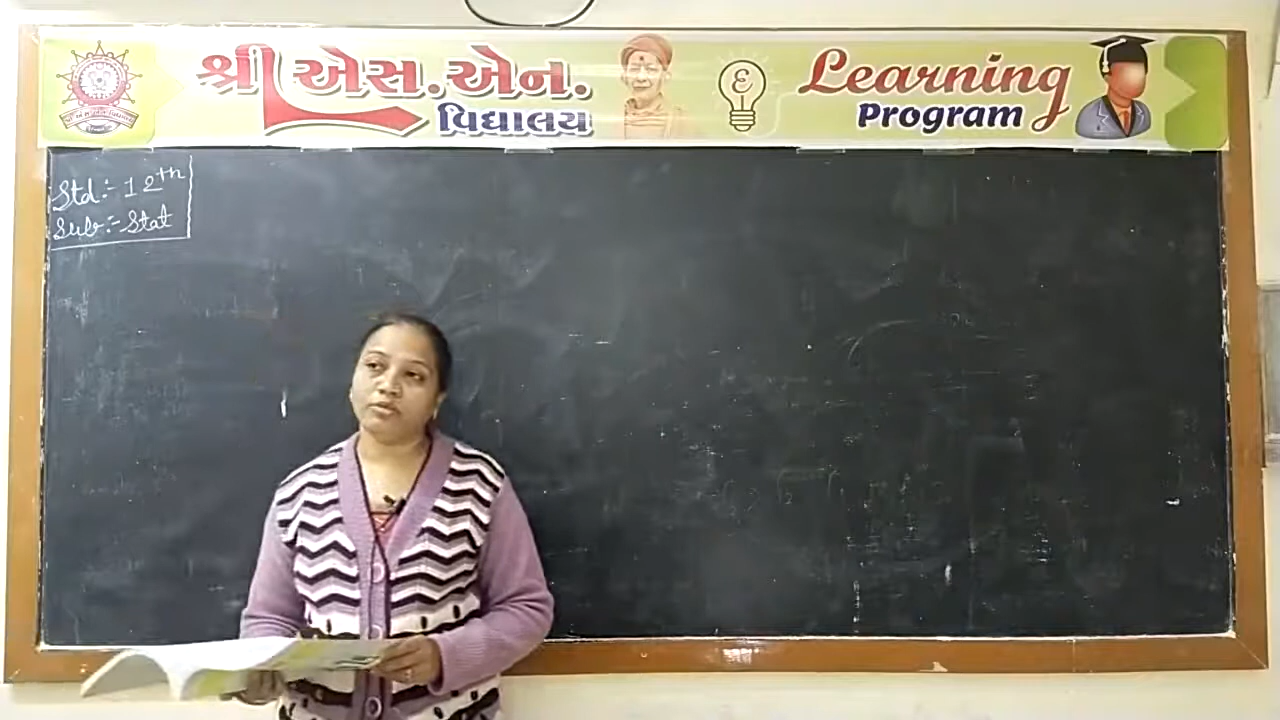 શ્રી એસ.એન.
વિદ્યાલય
Learning
Program
Std:- 12th
Sub:- Stat